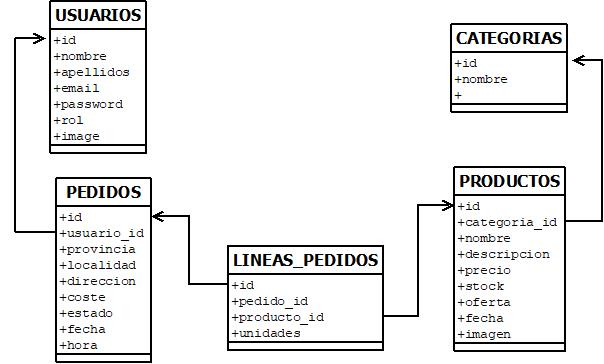 USUARIOS
+id
+nombre
+apellidos
+email
+password
+rol
+image
CATEGORIAS
+id
+nombre
+
PEDIDOS
+id
+usuario_id
+provincia
+localidad
+direccion
+coste
+estado
+fecha
+hora
LINEAS_PEDIDOS
+id
+pedido_id
+producto_id
+unidades
PRODUCTOS
+id
+categoria_id
+nombre
+descripcion
+precio
+stock
+oferta
+fecha
+imagen